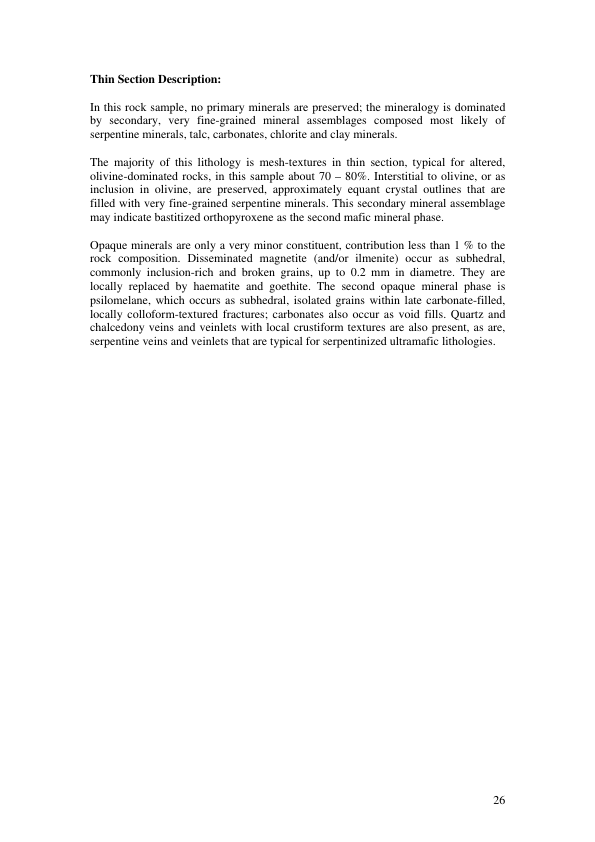 Thin Section Description:
In this rock sample, no primary minerals are preserved; the mineralogy is dominated
by secondary, very fine-grained mineral assemblages composed most likely of
serpentine minerals, talc, carbonates, chlorite and clay minerals.
The majority of this lithology is mesh-textures in thin section, typical for altered,
olivine-dominated rocks, in this sample about 70 – 80%. Interstitial to olivine, or as
inclusion in olivine, are preserved, approximately equant crystal outlines that are
filled with very fine-grained serpentine minerals. This secondary mineral assemblage
may indicate bastitized orthopyroxene as the second mafic mineral phase.
Opaque minerals are only a very minor constituent, contribution less than 1 % to the
rock composition. Disseminated magnetite (and/or ilmenite) occur as subhedral,
commonly inclusion-rich and broken grains, up to 0.2 mm in diametre. They are
locally replaced by haematite and goethite. The second opaque mineral phase is
psilomelane, which occurs as subhedral, isolated grains within late carbonate-filled,
locally colloform-textured fractures; carbonates also occur as void fills. Quartz and
chalcedony veins and veinlets with local crustiform textures are also present, as are,
serpentine veins and veinlets that are typical for serpentinized ultramafic lithologies.
26